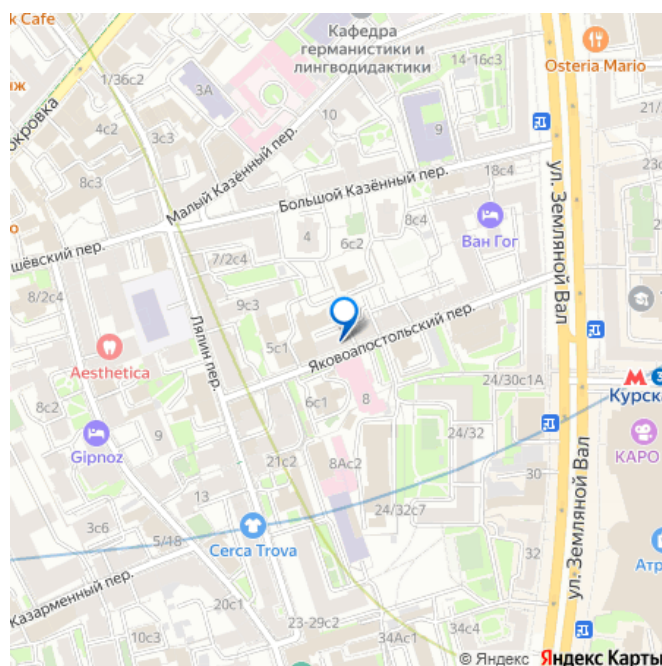 k Cafe
Кафедра
германистики и
лингводидактики
14-16с3
Osteria Mario
1/36с2
3А
нж
10
9
окровка
4с2
3с3
Малый Казённый пер.
23с
18с4
8с3
Большой Казённый пер.
ул. Земляной Вал
8с4
о
4
6с2
Ван Гог
шёвский пер.
7/2с4
8/2с4
9с3
Лялин пер.
Яковоапостольский пер.
5с1
Aesthetica
24/30с1А
Курска
8с2
6с1
8
9
24/32
КАРО
Gipnoz
21с2
8Ас2
30
13
24/32с7
ул. Земляной Вал
3с6
5/18
Cerca Trova
32
Атр
Казарменный пер.
20с1
23-29с2
34с4
10с3
34Ас1
© Яндекс Яндекс Карты